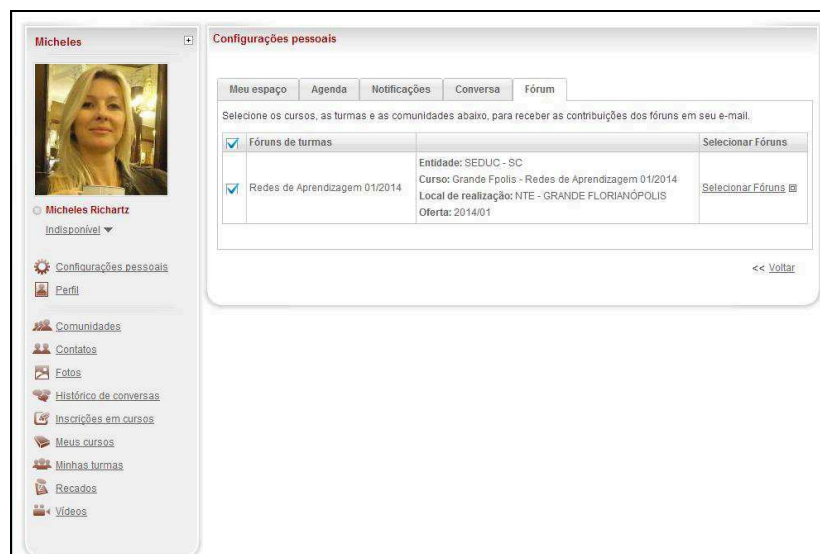 Micheles
Micheles Richartz
Indisponível
Configurações pessoais
Perfil
Comunidades
Contatos
Fotos
Histórico de conversas
Inscrições em cursos
Meus cursos
Minhas turmas
Recados
Vídeos
Configurações pessoais
Meu espaço Agenda Notificações Conversa Fórum
Selecione os cursos, as turmas e as comunidades abaixo, para receber as contribuições dos fóruns em seu e-mail.
Fóruns de turmas Selecionar Fóruns
Redes de Aprendizagem 01/2014
Entidade: SEDUC - SC
Curso: Grande Fpolis - Redes de Aprendizagem 01/2014
Local de realização: NTE - GRANDE FLORIANÓPOLIS
Oferta: 2014/01
Selecionar Fóruns
<< Voltar